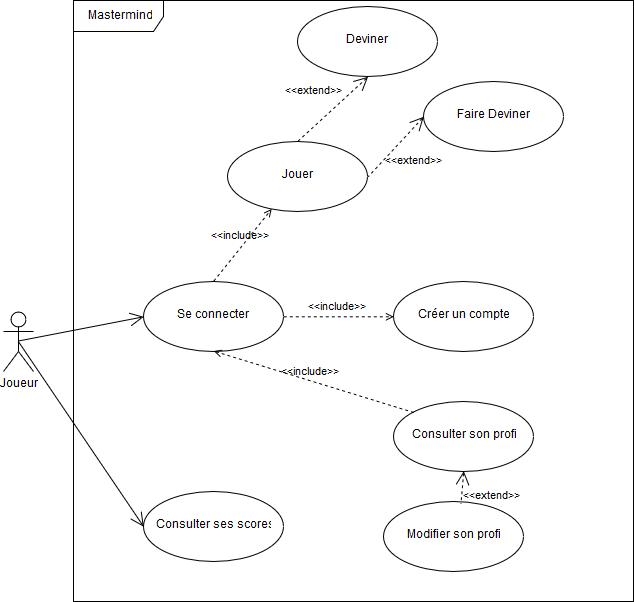 Mastermind
Deviner
<<extend>>
Faire Deviner
<<extend>>
Jouer
<<include>>
Se connecter
<<include>>
Créer un compte
Joueur
<<include>>
Consulter son profi
<<extend>>
Consulter ses scores
Modifier son profi